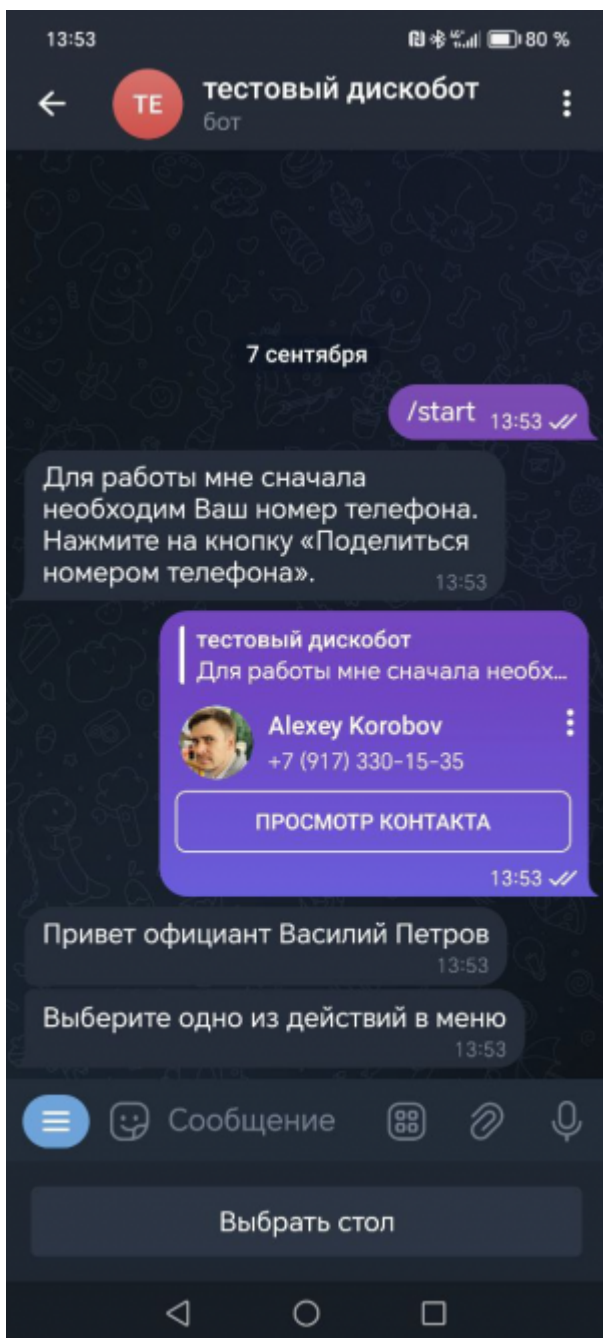 13:53
80 %
TE
тестовый дискобот
бот
7 сентября
/start 13:53
Для работы мне сначала
необходим Ваш номер телефона.
Нажмите на кнопку «Поделиться
номером телефона».
13:53
тестовый дискобот
Для работы мне сначала необх...
Alexey Korobov
+7 (917) 330-15-35
ПРОСМОТР КОНТАКТА
13:53
Привет официант Василий Петров
13:53
Выберите одно из действий в меню
13:53
Сообщение
Выбрать стол